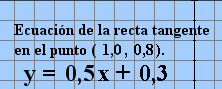 Ecuación de la recta tangente
en el punto ( 1,0 , 0,8 ).
y = 0,5x + 0,3